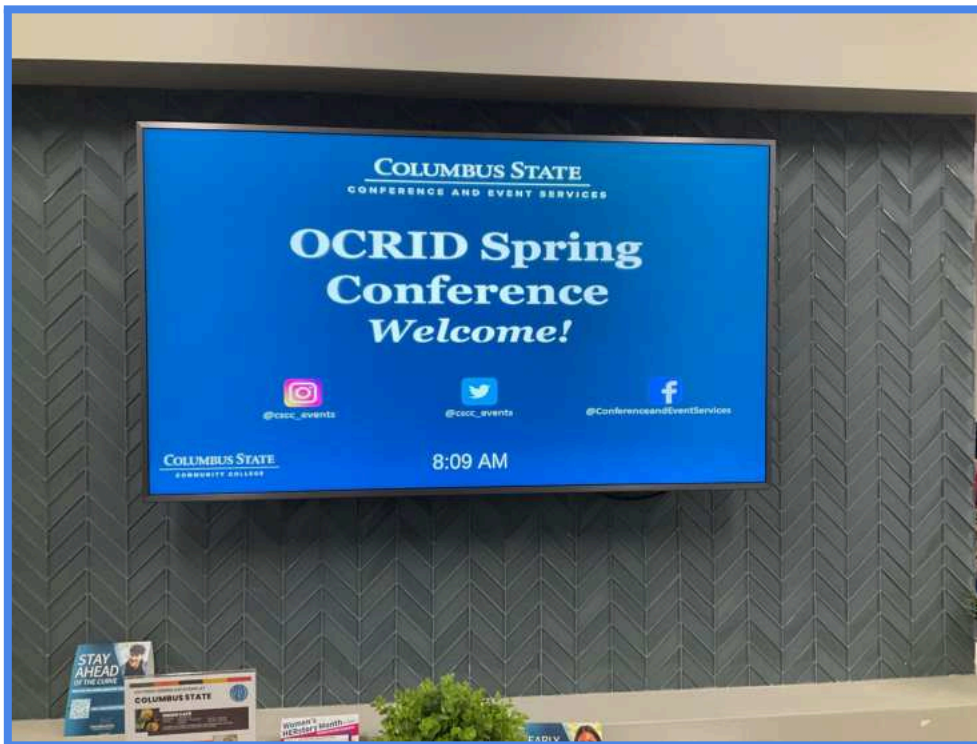 COLUMBUS STATE
CONFERENCE AND EVENT SERVICES
OCRID Spring
Conference
Welcome!
@cscc_events
@cscc_events
@ConferenceandEventServices
COLUMBUS STATE
COMMUNITY COLLEGE
8:09 AM
STAY
AHEAD
OF THE CURVE
COLUMBUS STATE
Women's
HERstory Month
EARLY